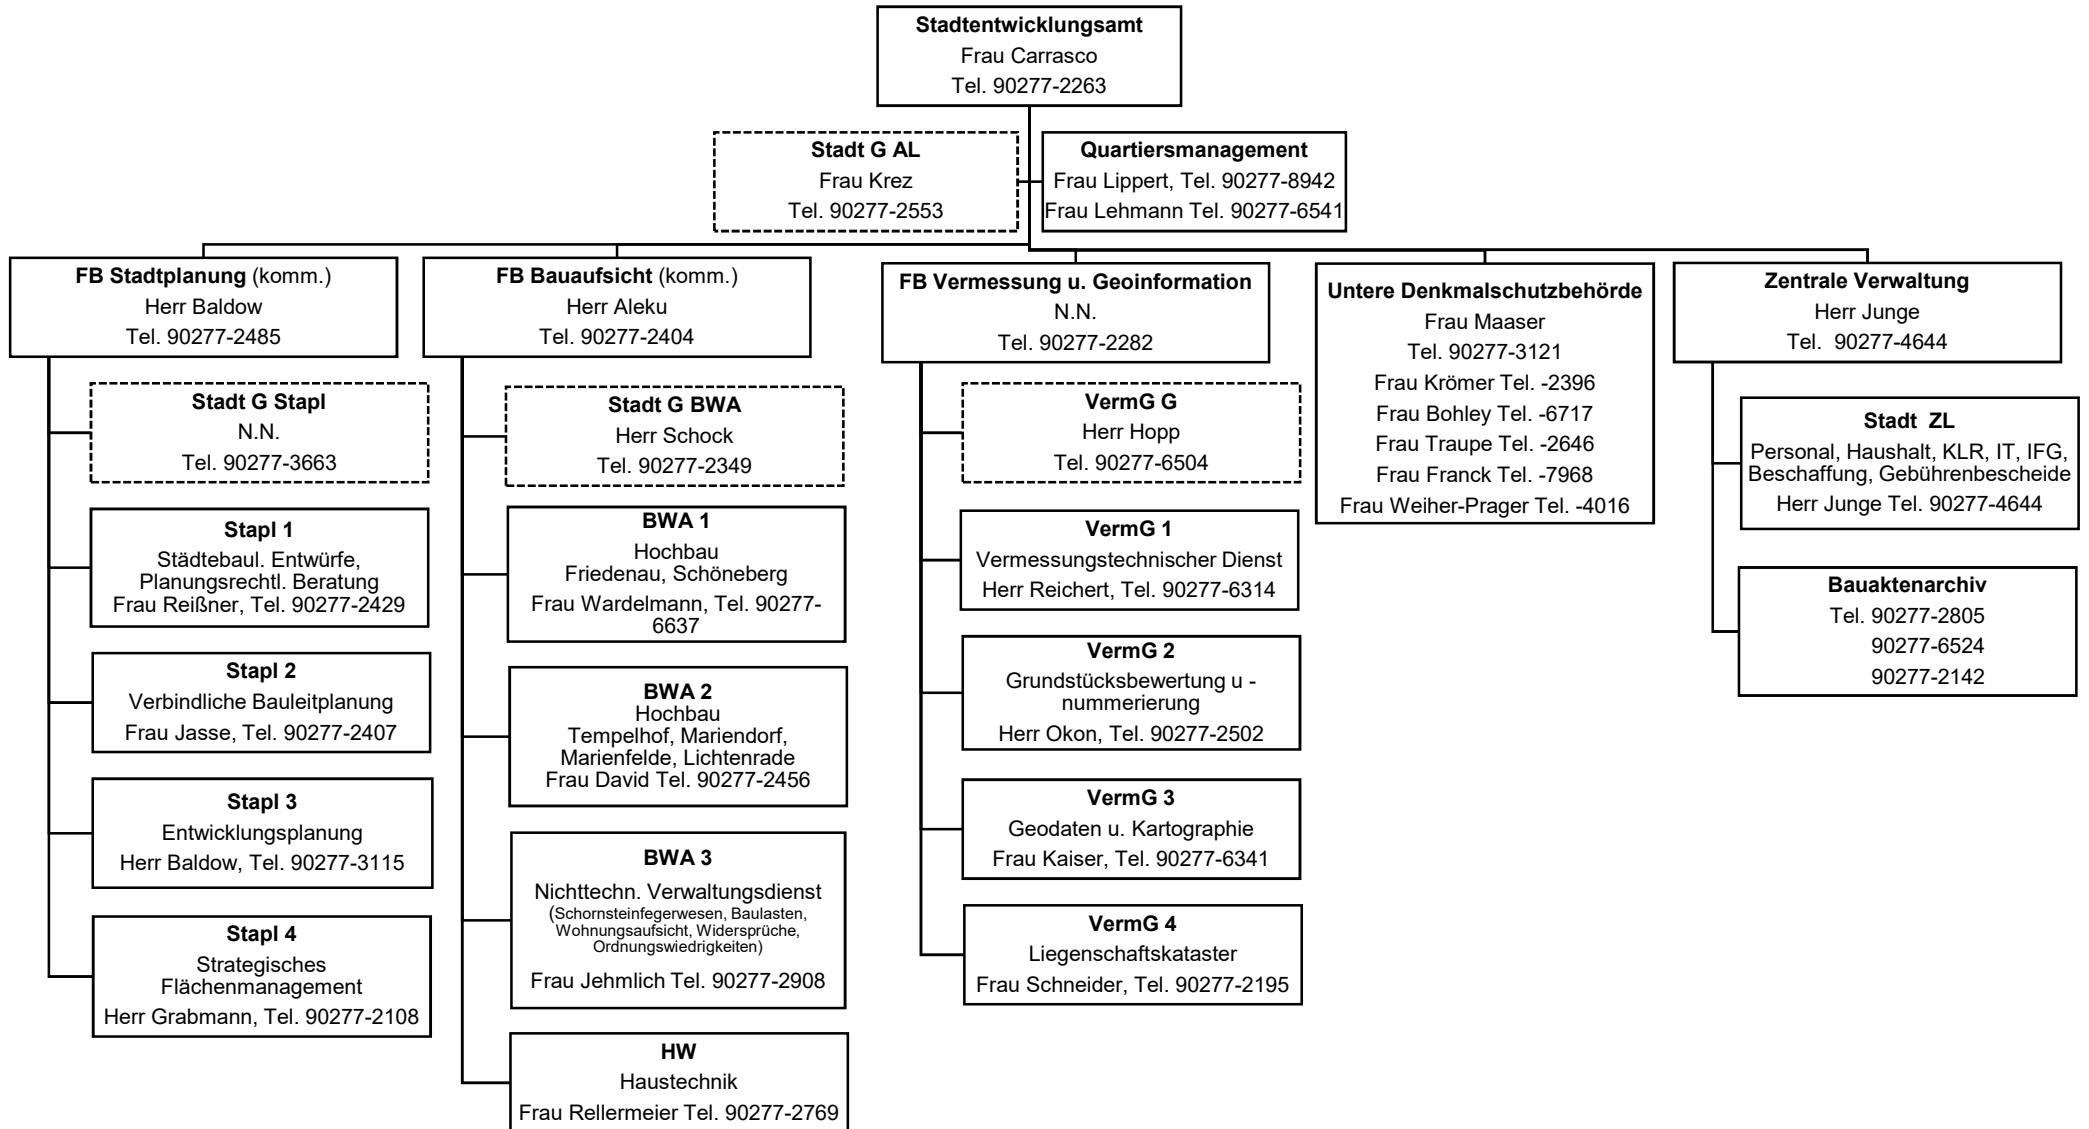 Stadtentwicklungsamt
Frau Carrasco
Tel. 90277-2263
Stadt G AL
Frau Krez
Tel. 90277-2553
Quartiersmanagement
Frau Lippert, Tel. 90277-8942
Frau Lehmann Tel. 90277-6541
FB Stadtplanung (komm.)
Herr Baldow
Tel. 90277-2485
Stadt G Stapl
N.N.
Tel. 90277-3663
Stapl 1
Städtebaul. Entwürfe,
Planungsrechtl. Beratung
Frau Reißner, Tel. 90277-2429
Stapl 2
Verbindliche Bauleitplanung
Frau Jasse, Tel. 90277-2407
Stapl 3
Entwicklungsplanung
Herr Baldow, Tel. 90277-3115
Stapl 4
Strategisches
Flächenmanagement
Herr Grabmann, Tel. 90277-2108
FB Bauaufsicht (komm.)
Herr Aleku
Tel. 90277-2404
Stadt G BWA
Herr Schock
Tel. 90277-2349
BWA 1
Hochbau
Friedenau, Schöneberg
Frau Wardelmann, Tel. 90277-
6637
BWA 2
Hochbau
Tempelhof, Mariendorf,
Marienfelde, Lichtenrade
Frau David Tel. 90277-2456
BWA 3
Nichttechn. Verwaltungsdienst
(Schornsteinfegerwesen, Baulasten,
Wohnungsaufsicht, Widersprüche,
Ordnungswiedrigkeiten)
Frau Jehmlich Tel. 90277-2908
HW
Haustechnik
Frau Rellermeier Tel. 90277-2769
FB Vermessung u. Geoinformation
N.N.
Tel. 90277-2282
VermG G
Herr Hopp
Tel. 90277-6504
VermG 1
Vermessungstechnischer Dienst
Herr Reichert, Tel. 90277-6314
VermG 2
Grundstücksbewertung u -
nummerierung
Herr Okon, Tel. 90277-2502
VermG 3
Geodaten u. Kartographie
Frau Kaiser, Tel. 90277-6341
VermG 4
Liegenschaftskataster
Frau Schneider, Tel. 90277-2195
Untere Denkmalschutzbehörde
Frau Maaser
Tel. 90277-3121
Frau Krömer Tel. -2396
Frau Bohley Tel. -6717
Frau Traupe Tel. -2646
Frau Franck Tel. -7968
Frau Weiher-Prager Tel. -4016
Zentrale Verwaltung
Herr Junge
Tel. 90277-4644
Stadt ZL
Personal, Haushalt, KLR, IT, IFG,
Beschaffung, Gebührenbescheide
Herr Junge Tel. 90277-4644
Bauaktenarchiv
Tel. 90277-2805
90277-6524
90277-2142